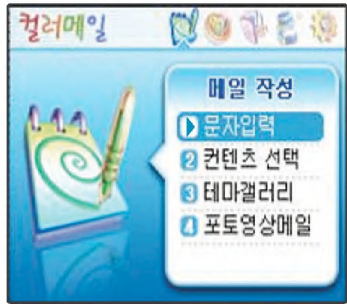 컬러메일
메일 작성
문자입력
2 컨텐츠 선택
3 테마갤러리
4 포토영상메일